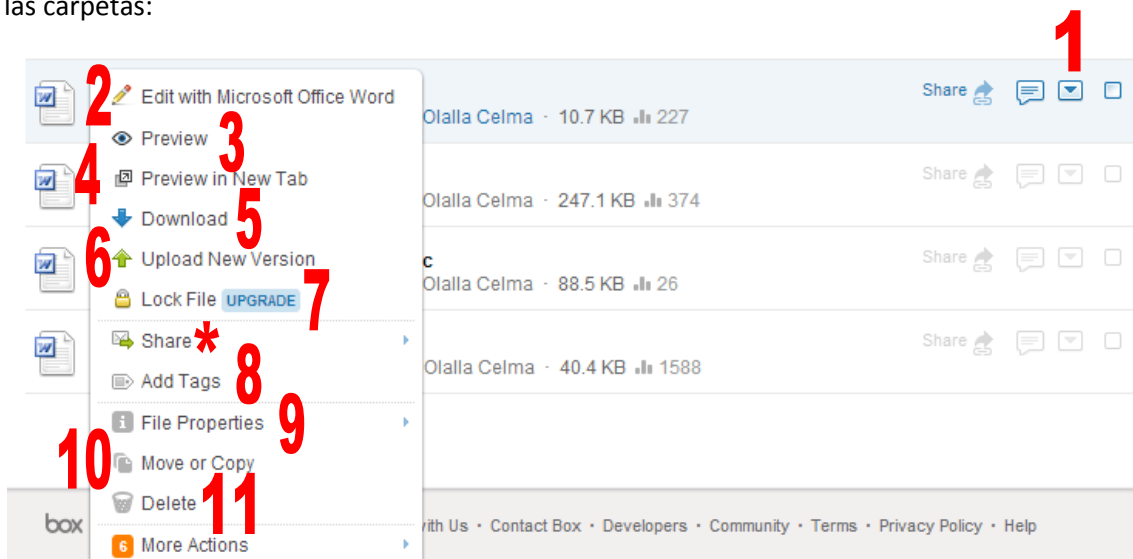 las carpetas:
1
2 Edit with Microsoft Office Word
Share
Olalla Celma · 10.7 KB 227
Preview 3
4 Preview in New Tab
Share
Olalla Celma · 247.1 KB 374
Download 5
6 Upload New Version
c
Share
Olalla Celma · 88.5 KB 26
Lock File UPGRADE 7
Share *
Share
Add Tags 8
Olalla Celma · 40.4 KB 1588
File Properties 9
10 Move or Copy
Delete 11
6 More Actions
box
ith Us · Contact Box · Developers · Community · Terms · Privacy Policy · Help